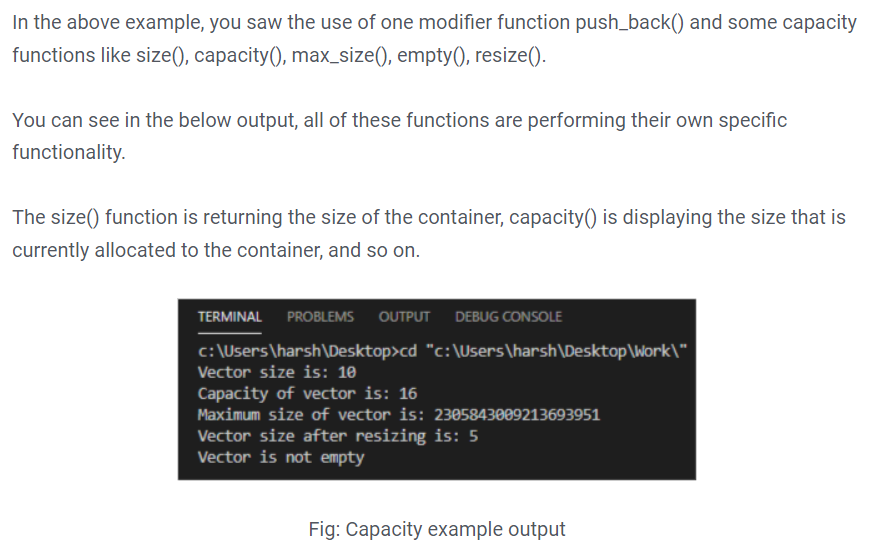 In the above example, you saw the use of one modifier function push_back() and some capacity
functions like size(), capacity(), max_size(), empty(), resize().
You can see in the below output, all of these functions are performing their own specific
functionality.
The size() function is returning the size of the container, capacity() is displaying the size that is
currently allocated to the container, and so on.
TERMINAL PROBLEMS OUTPUT DEBUG CONSOLE
c:\Users\harsh\Desktop>cd "c:\Users\harsh\Desktop\Work\"
Vector size is: 10
Capacity of vector is: 16
Maximum size of vector is: 2305843009213693951
Vector size after resizing is: 5
Vector is not empty
Fig: Capacity example output